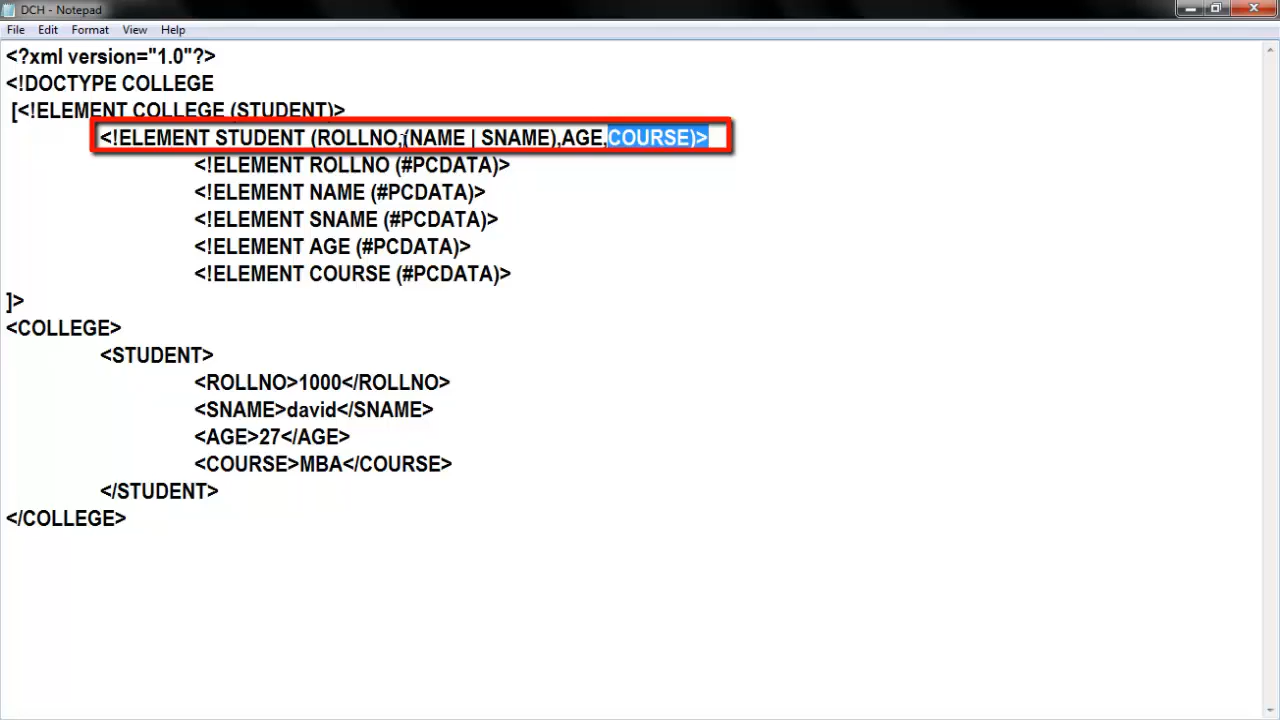 DCH - Notepad
File Edit Format View Help
<?xml version="1.0"?>
<!DOCTYPE COLLEGE
[<!ELEMENT COLLEGE (STUDENT)>
<!ELEMENT STUDENT (ROLLNO,(NAME | SNAME),AGE,COURSE)>
<!ELEMENT ROLLNO (#PCDATA)>
<!ELEMENT NAME (#PCDATA)>
<!ELEMENT SNAME (#PCDATA)>
<!ELEMENT AGE (#PCDATA)>
<!ELEMENT COURSE (#PCDATA)>
]>
<COLLEGE>
<STUDENT>
<ROLLNO>1000</ROLLNO>
<SNAME>david</SNAME>
<AGE>27</AGE>
<COURSE>MBA</COURSE>
</STUDENT>
</COLLEGE>